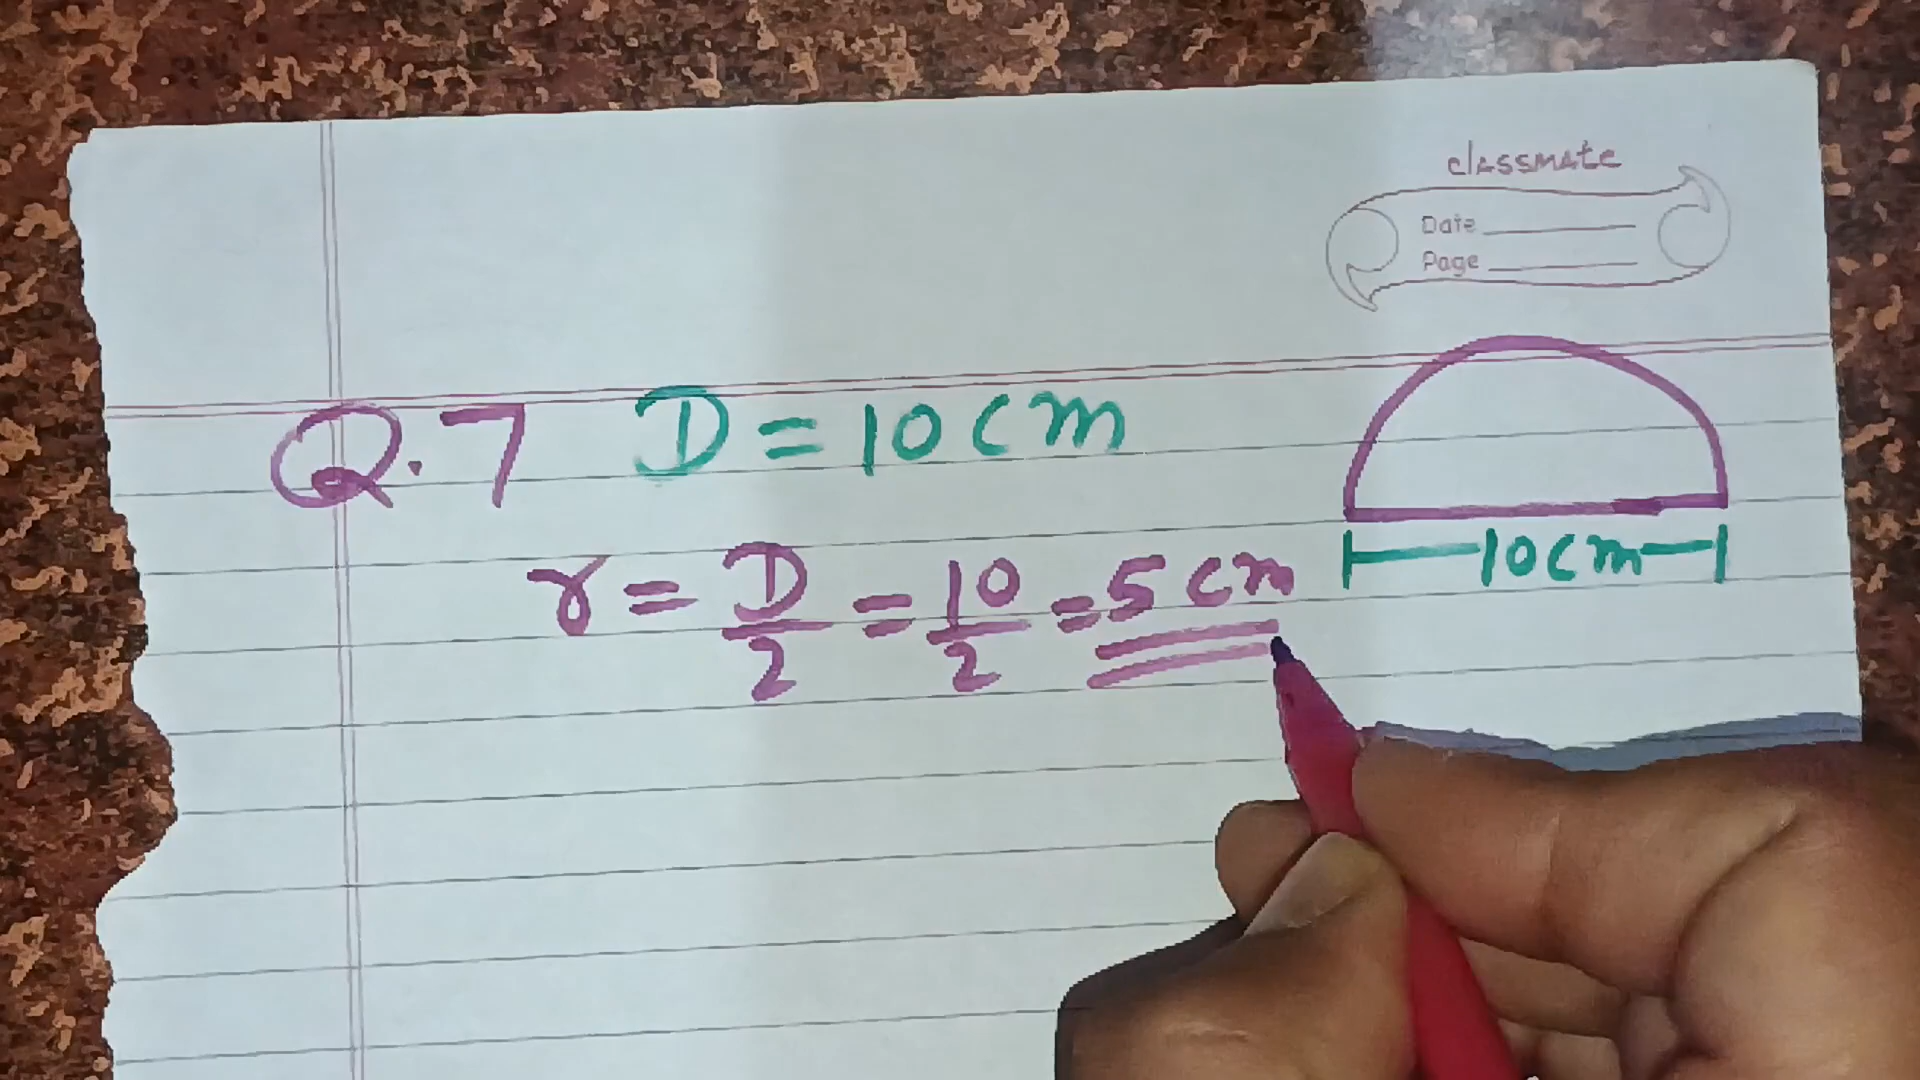 classmate
Date
Page
Q.7 D = 10 cm
r = D/2 = 10/2 = 5 cm
10 cm